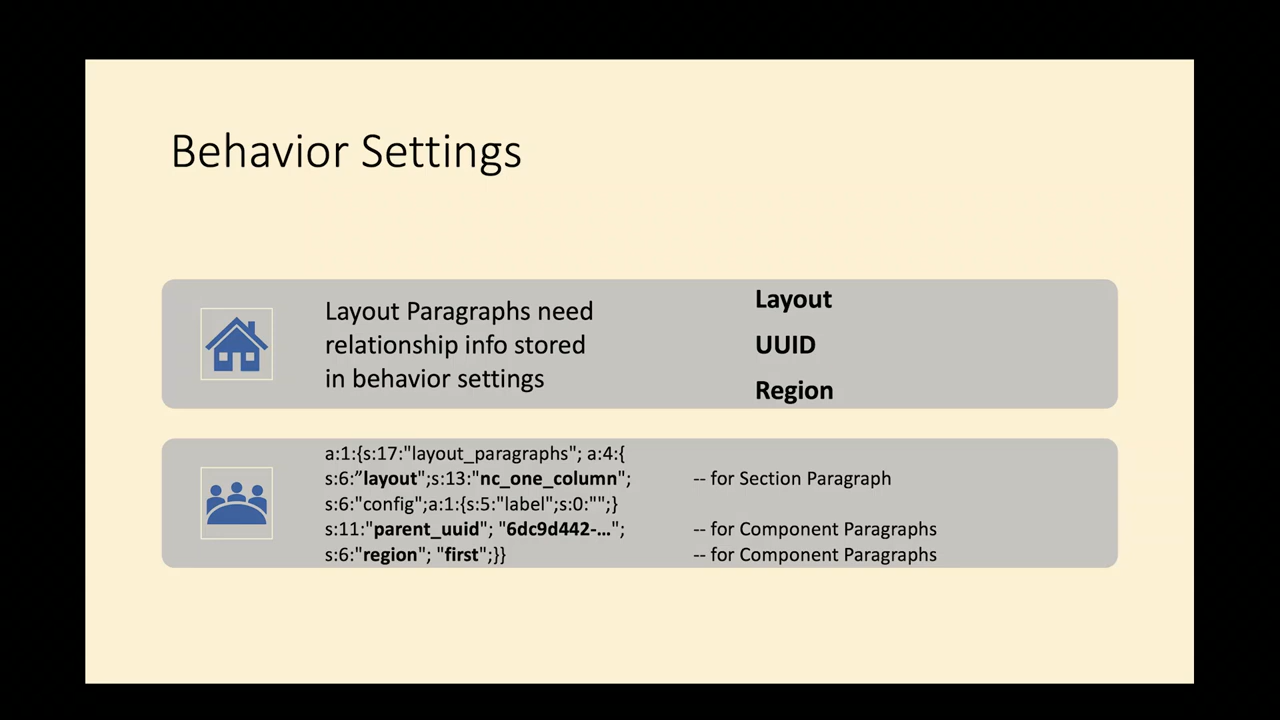 Behavior Settings
Layout Paragraphs need
relationship info stored
in behavior settings
Layout
UUID
Region
a:1:{s:17:"layout_paragraphs"; a:4:{
s:6:”layout";s:13:"nc_one_column"; -- for Section Paragraph
s:6:"config";a:1:{s:5:"label";s:0:"";}
s:11:"parent_uuid"; "6dc9d442-…"; -- for Component Paragraphs
s:6:"region"; "first";}} -- for Component Paragraphs